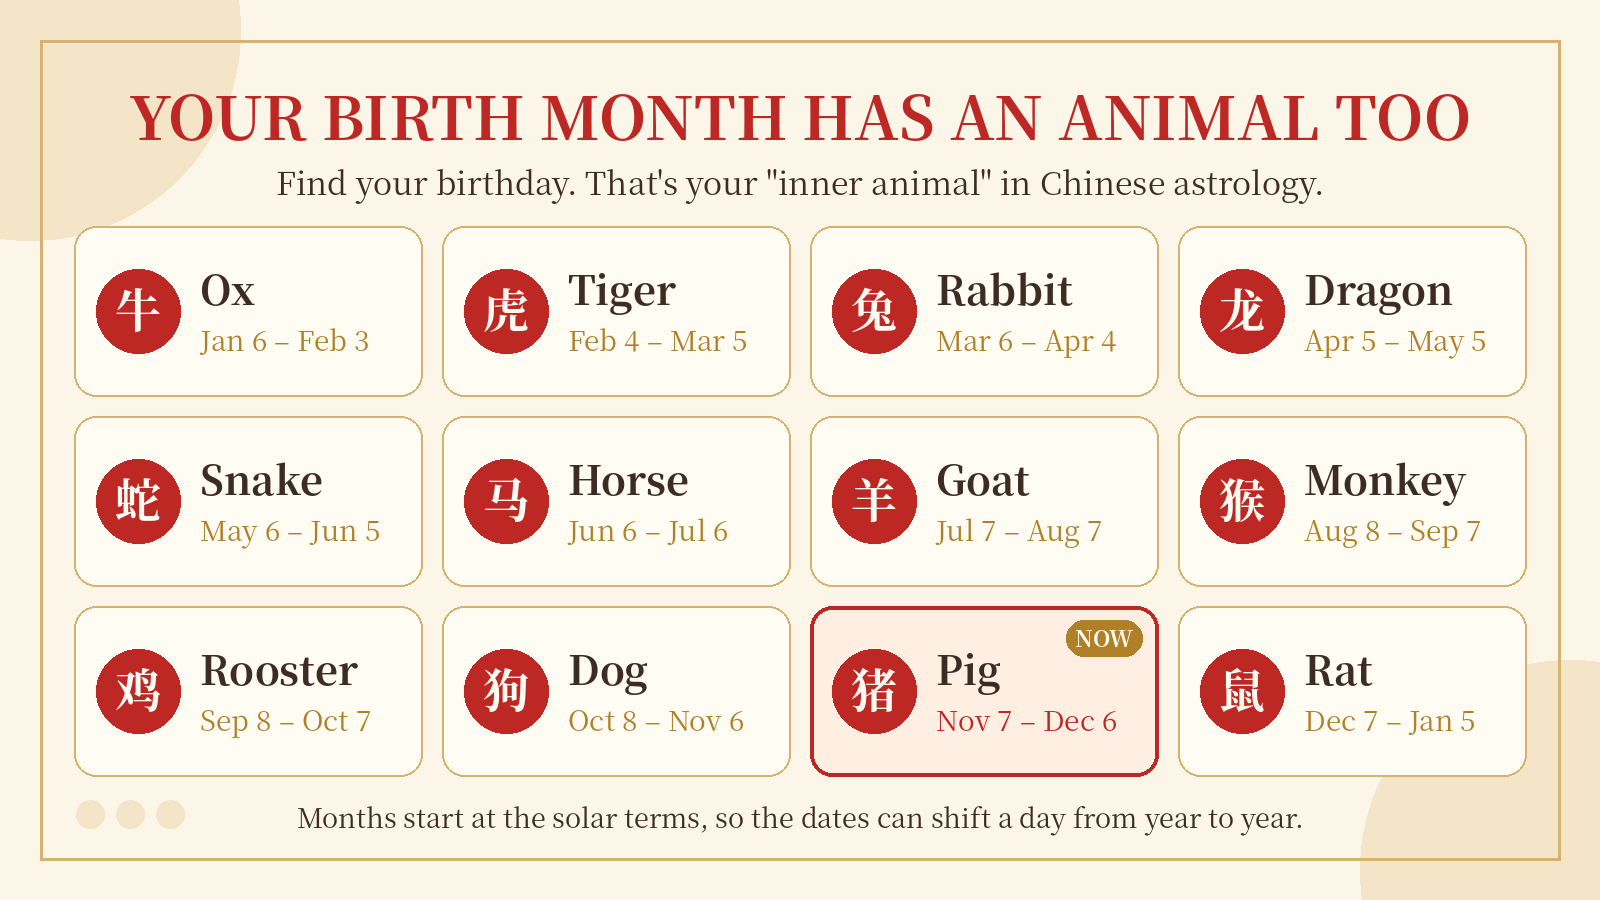 YOUR BIRTH MONTH HAS AN ANIMAL TOO
Find your birthday. That's your "inner animal" in Chinese astrology.
牛
Ox
Jan 6 – Feb 3
虎
Tiger
Feb 4 – Mar 5
兔
Rabbit
Mar 6 – Apr 4
龙
Dragon
Apr 5 – May 5
蛇
Snake
May 6 – Jun 5
马
Horse
Jun 6 – Jul 6
羊
Goat
Jul 7 – Aug 7
猴
Monkey
Aug 8 – Sep 7
鸡
Rooster
Sep 8 – Oct 7
狗
Dog
Oct 8 – Nov 6
猪
NOW
Pig
Nov 7 – Dec 6
鼠
Rat
Dec 7 – Jan 5
Months start at the solar terms, so the dates can shift a day from year to year.